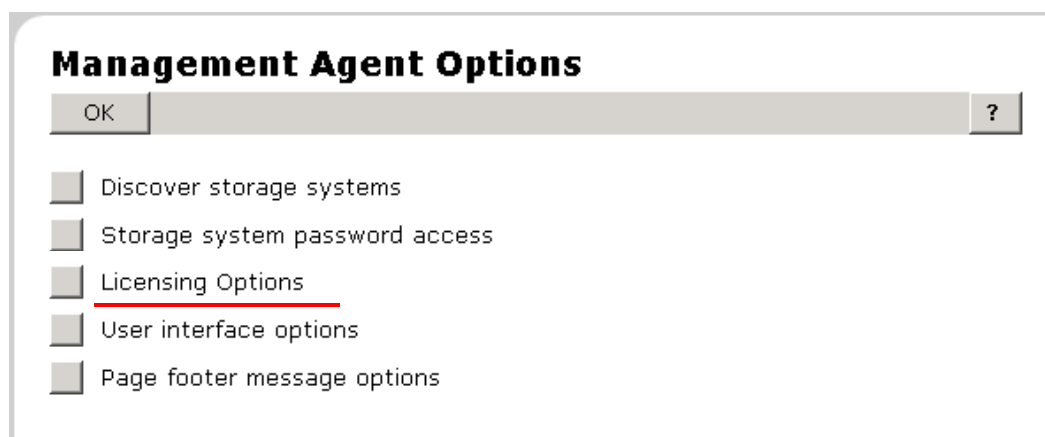 Management Agent Options
OK ?
Discover storage systems
Storage system password access
Licensing Options
User interface options
Page footer message options